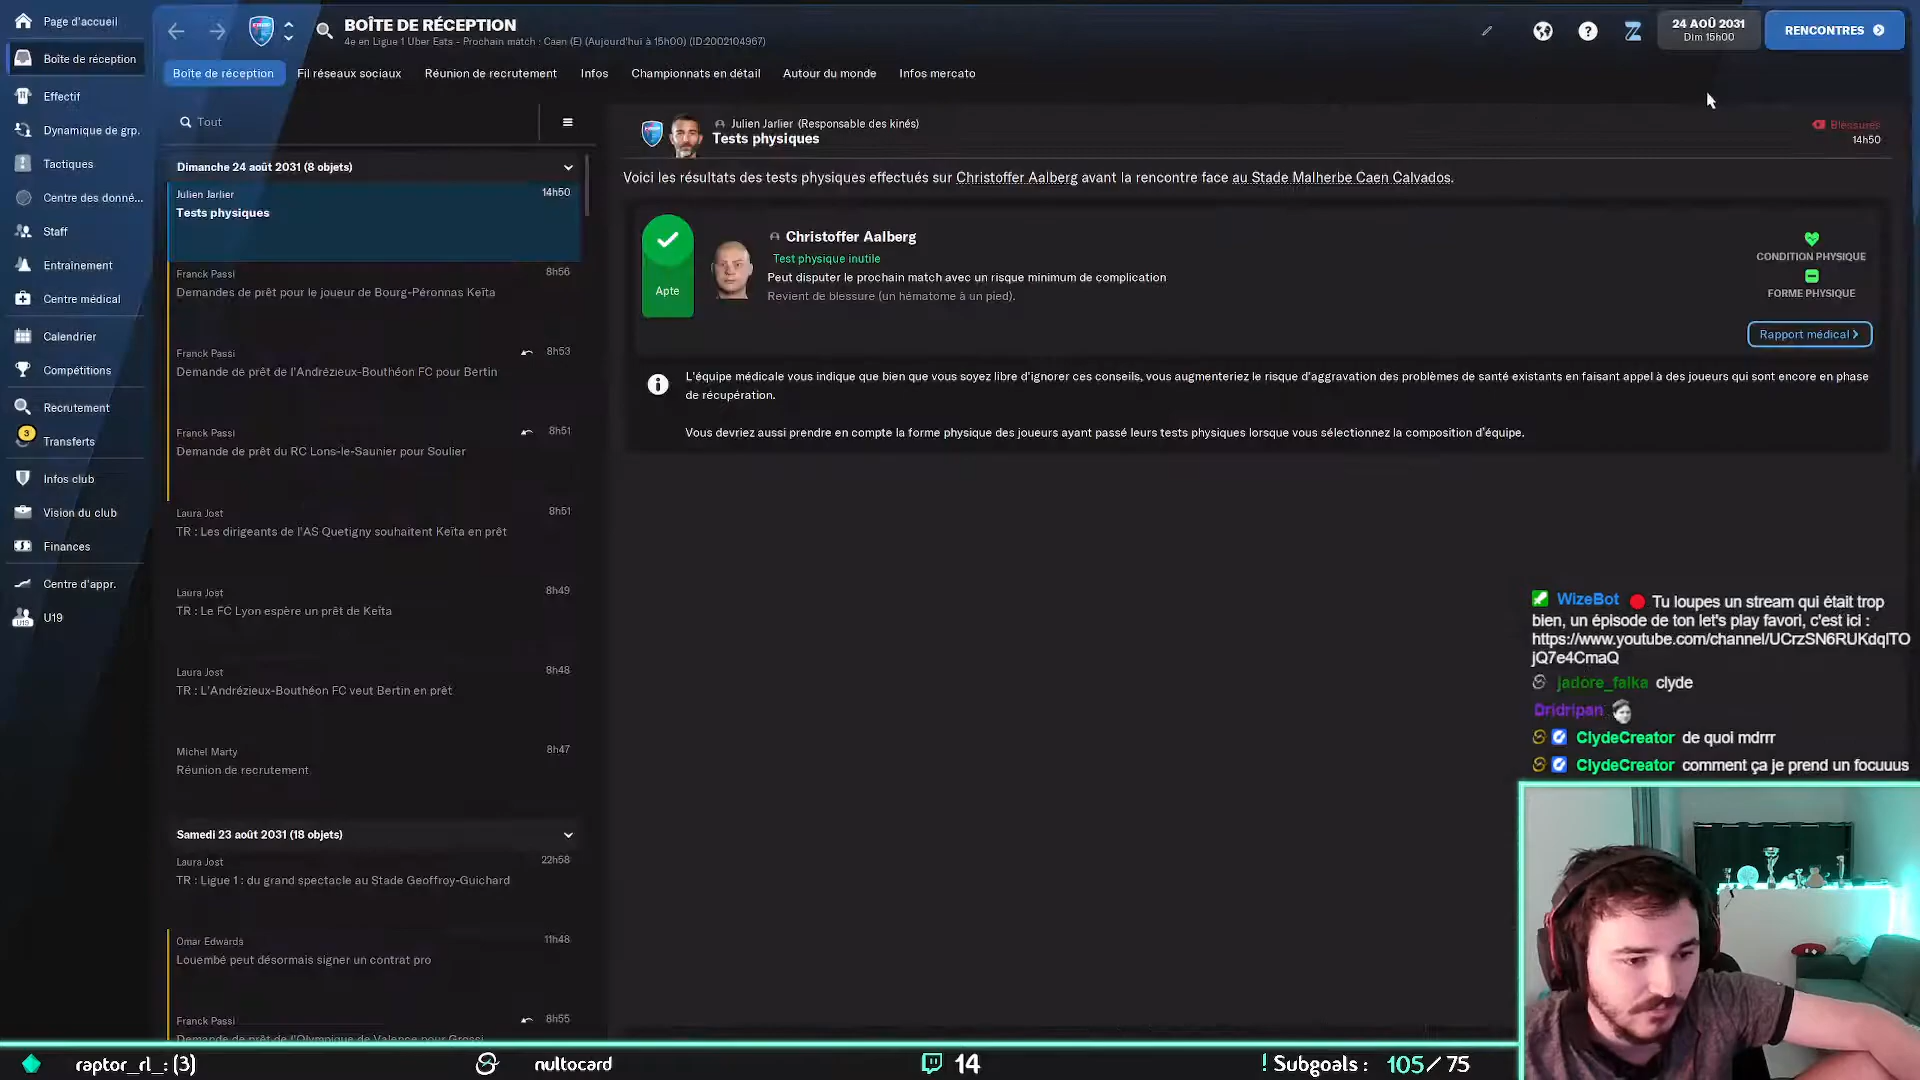 Page d'accueil
Boîte de réception
Effectif
Dynamique de grp.
Tactiques
Centre des donné...
Staff
Entraînement
Centre médical
Calendrier
Compétitions
Recrutement
3
Transferts
Infos club
Vision du club
Finances
Centre d'appr.
U19
BOÎTE DE RÉCEPTION
4e en Ligue 1 Uber Eats - Prochain match : Caen (E) (Aujourd'hui à 15h00) (ID:2002104967)
24 AOÛ 2031
Dim 15h00
RENCONTRES
Boîte de réception
Fil réseaux sociaux
Réunion de recrutement
Infos
Championnats en détail
Autour du monde
Infos mercato
Tout
Dimanche 24 août 2031 (8 objets)
Julien Jarlier 14h50
Tests physiques
Franck Passi 8h56
Demandes de prêt pour le joueur de Bourg-Péronnas Keïta
Franck Passi 8h53
Demande de prêt de l'Andrézieux-Bouthéon FC pour Bertin
Franck Passi 8h51
Demande de prêt du RC Lons-le-Saunier pour Soulier
Laura Jost 8h51
TR : Les dirigeants de l'AS Quetigny souhaitent Keïta en prêt
Laura Jost 8h49
TR : Le FC Lyon espère un prêt de Keïta
Laura Jost 8h48
TR : L'Andrézieux-Bouthéon FC veut Bertin en prêt
Michel Marty 8h47
Réunion de recrutement
Samedi 23 août 2031 (18 objets)
Laura Jost 22h58
TR : Ligue 1 : du grand spectacle au Stade Geoffroy-Guichard
Omar Edwards 11h48
Louembé peut désormais signer un contrat pro
Franck Passi 8h55
Demande de prêt de l'Olympique de Valence pour Grossi
Julien Jarlier (Responsable des kinés)
Tests physiques
Blessures
14h50
Voici les résultats des tests physiques effectués sur Christoffer Aalberg avant la rencontre face au Stade Malherbe Caen Calvados.
Apte
Christoffer Aalberg
Test physique inutile
Peut disputer le prochain match avec un risque minimum de complication
Revient de blessure (un hématome à un pied).
CONDITION PHYSIQUE
FORME PHYSIQUE
Rapport médical
L'équipe médicale vous indique que bien que vous soyez libre d'ignorer ces conseils, vous augmenteriez le risque d'aggravation des problèmes de santé existants en faisant appel à des joueurs qui sont encore en phase
de récupération.
Vous devriez aussi prendre en compte la forme physique des joueurs ayant passé leurs tests physiques lorsque vous sélectionnez la composition d'équipe.
WizeBot Tu loupes un stream qui était trop
bien, un épisode de ton let's play favori, c'est ici :
https://www.youtube.com/channel/UCrzSN6RUKdqlTO
jQ7e4CmaQ
jadore_falka clyde
Dridripan
ClydeCreator de quoi mdrrr
ClydeCreator comment ça je prend un focuuus
raptor_rl_: (3)
nultocard
14
! Subgoals : 105/ 75